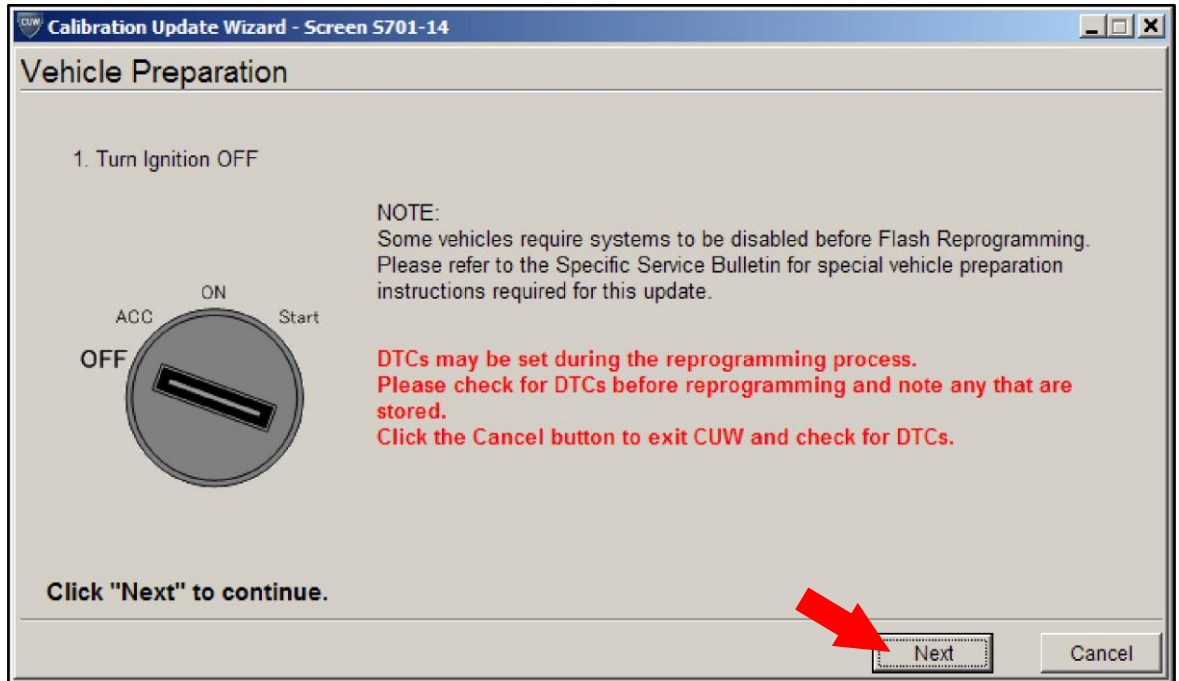 CUW Calibration Update Wizard - Screen S701-14
Vehicle Preparation
1. Turn Ignition OFF
NOTE:
Some vehicles require systems to be disabled before Flash Reprogramming.
Please refer to the Specific Service Bulletin for special vehicle preparation
instructions required for this update.
ON
ACC
Start
OFF
DTCs may be set during the reprogramming process.
Please check for DTCs before reprogramming and note any that are
stored.
Click the Cancel button to exit CUW and check for DTCs.
Click "Next" to continue.
Next
Cancel